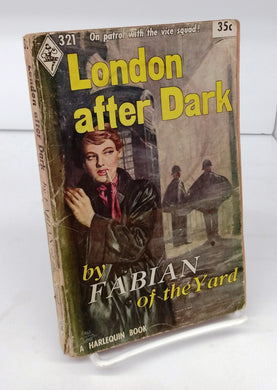 321
On patrol with the vice squad!
35c
London
after Dark
by
FABIAN
of the Yard
A HARLEQUIN BOOK
London after Dark